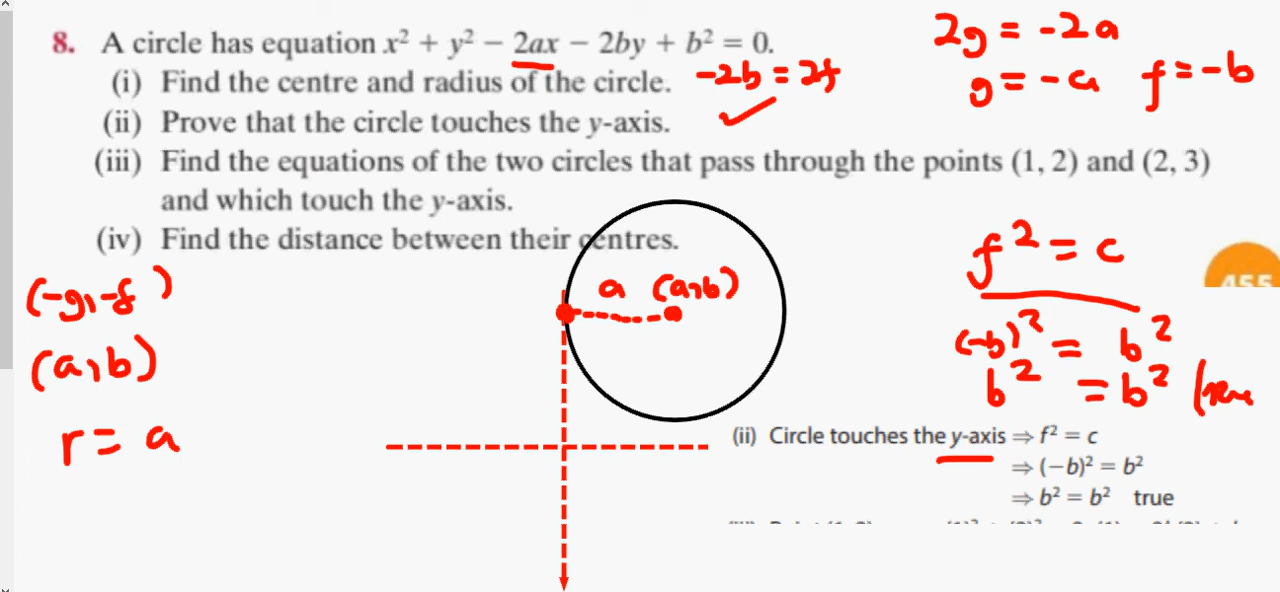 8. A circle has equation x² + y² − 2ax − 2by + b² = 0.
2g = -2a
(i) Find the centre and radius of the circle.
-2b = 2f
g = -a f = -b
(ii) Prove that the circle touches the y-axis.
(iii) Find the equations of the two circles that pass through the points (1, 2) and (2, 3)
and which touch the y-axis.
(iv) Find the distance between their centres.
f² = c
455
(-g, -f)
a (a, b)
(-b)² = b²
(a, b)
b² = b²
r = a
(ii) Circle touches the y-axis ⇒ f² = c
⇒ (−b)² = b²
⇒ b² = b² true